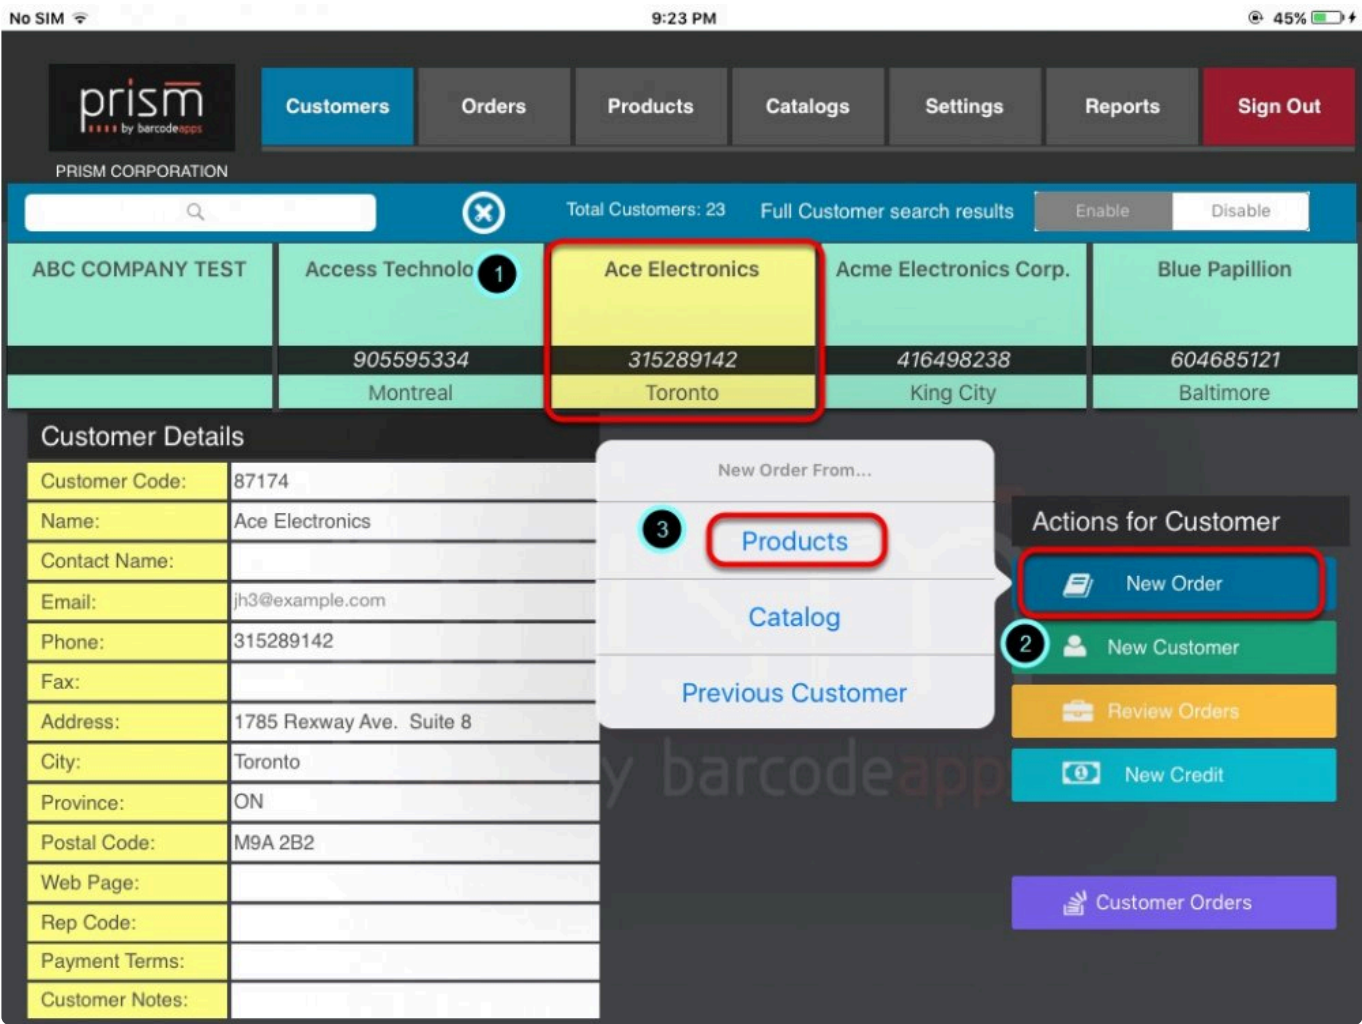 No SIM 9:23 PM 45%
prism
by barcodeapps
Customers Orders Products Catalogs Settings Reports Sign Out
PRISM CORPORATION
Total Customers: 23 Full Customer search results Enable Disable
ABC COMPANY TEST Access Technolo 1 Ace Electronics Acme Electronics Corp. Blue Papillion
905595334 315289142 416498238 604685121
Montreal Toronto King City Baltimore
Customer Details
Customer Code: 87174
Name: Ace Electronics
Contact Name:
Email: jh3@example.com
Phone: 315289142
Fax:
Address: 1785 Rexway Ave. Suite 8
City: Toronto
Province: ON
Postal Code: M9A 2B2
Web Page:
Rep Code:
Payment Terms:
Customer Notes:
New Order From...
3 Products
Catalog
Previous Customer
by barcodeapps
Actions for Customer
New Order
2 New Customer
Review Orders
New Credit
Customer Orders